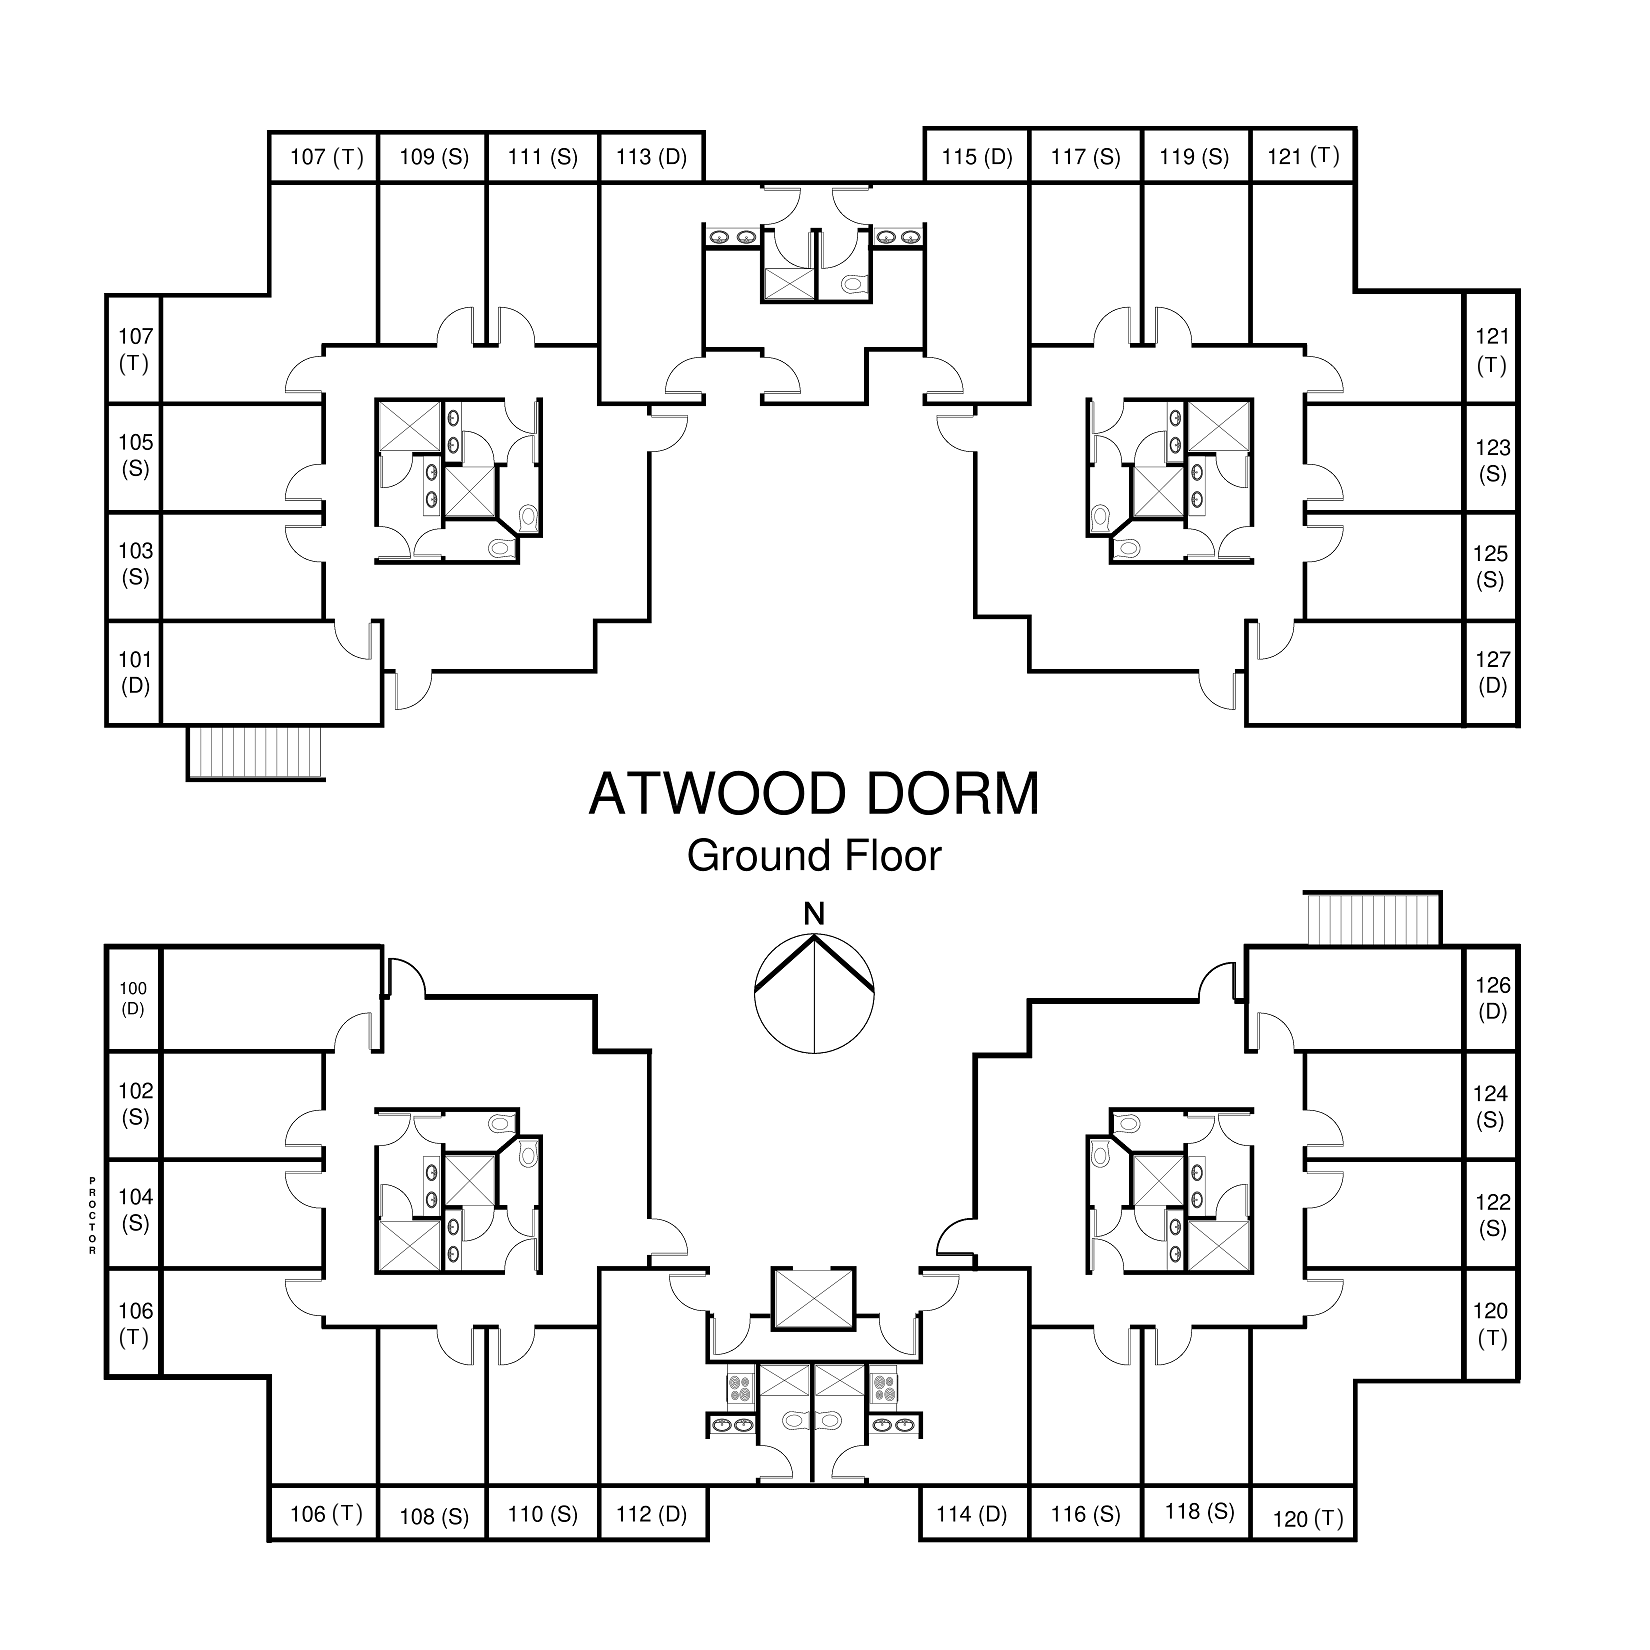 107 (T)
109 (S)
111 (S)
113 (D)
115 (D)
117 (S)
119 (S)
121 (T)
107
(T)
121
(T)
105
(S)
123
(S)
103
(S)
125
(S)
101
(D)
127
(D)
ATWOOD DORM
Ground Floor
N
100
(D)
126
(D)
102
(S)
124
(S)
PROCTOR
104
(S)
122
(S)
106
(T)
120
(T)
106 (T)
108 (S)
110 (S)
112 (D)
114 (D)
116 (S)
118 (S)
120 (T)